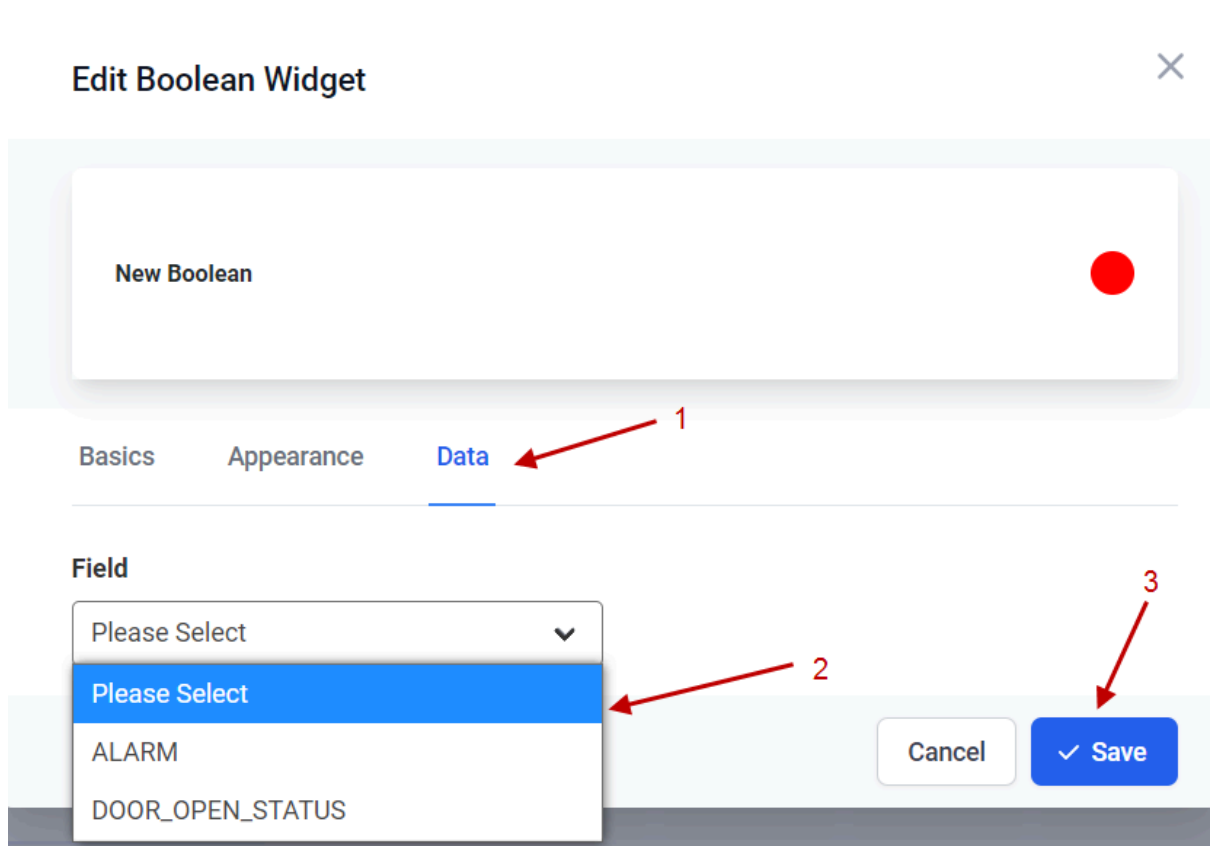 Edit Boolean Widget
New Boolean
1
Basics Appearance Data
Field
3
Please Select
2
Please Select
ALARM
Cancel Save
DOOR_OPEN_STATUS